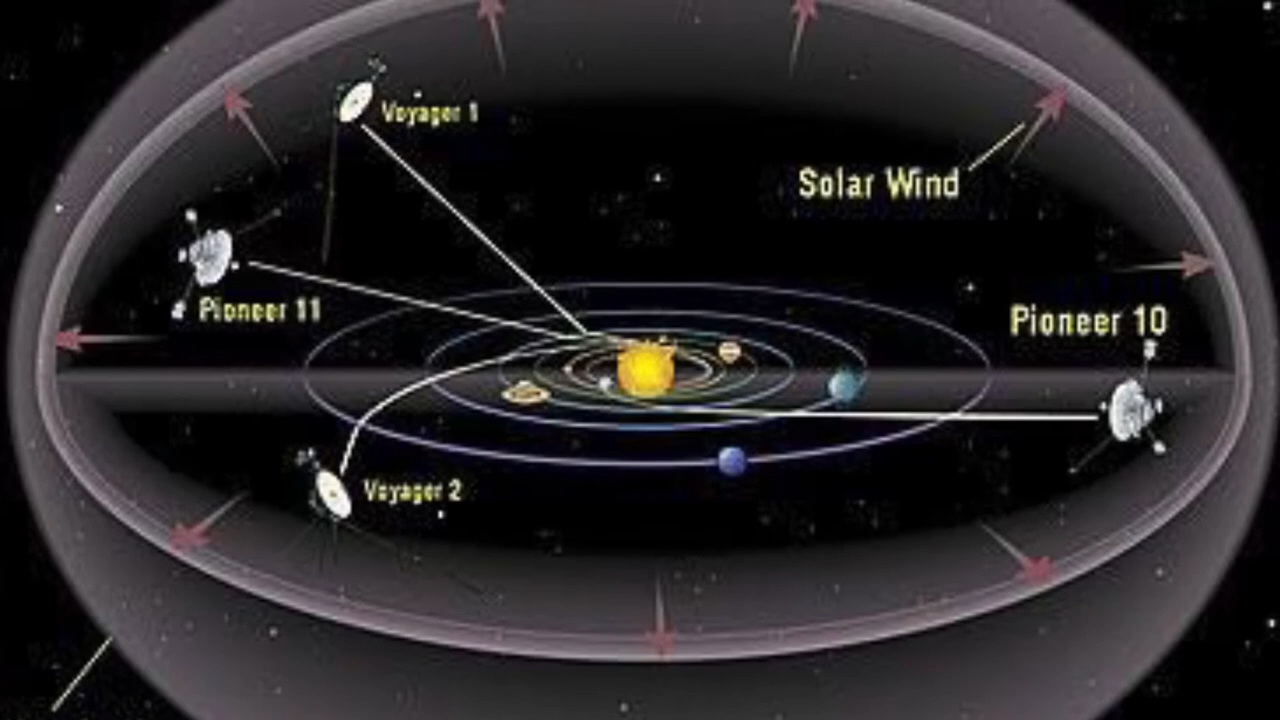 Voyager 1
Solar Wind
Pioneer 11
Pioneer 10
Voyager 2